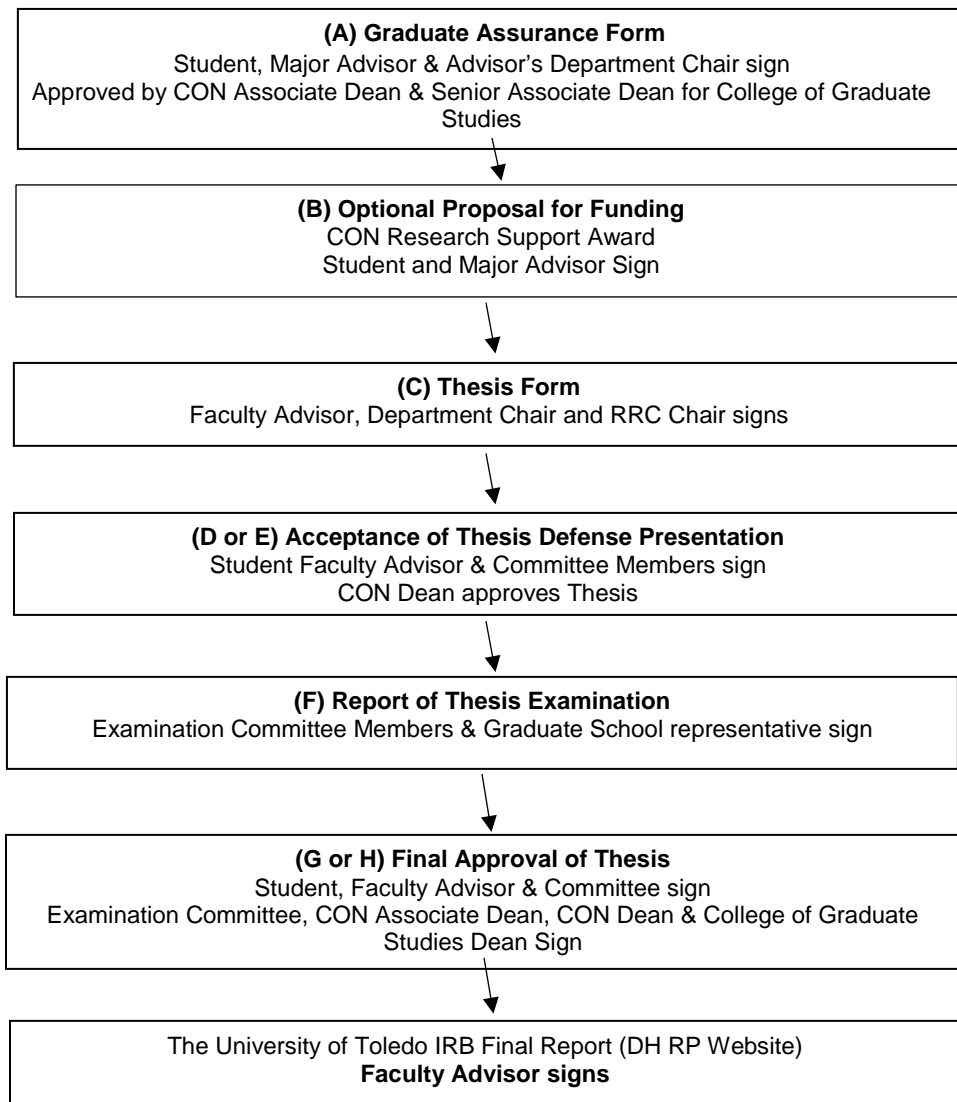 (A) Graduate Assurance Form
Student, Major Advisor & Advisor’s Department Chair sign
Approved by CON Associate Dean & Senior Associate Dean for College of Graduate
Studies
(B) Optional Proposal for Funding
CON Research Support Award
Student and Major Advisor Sign
(C) Thesis Form
Faculty Advisor, Department Chair and RRC Chair signs
(D or E) Acceptance of Thesis Defense Presentation
Student Faculty Advisor & Committee Members sign
CON Dean approves Thesis
(F) Report of Thesis Examination
Examination Committee Members & Graduate School representative sign
(G or H) Final Approval of Thesis
Student, Faculty Advisor & Committee sign
Examination Committee, CON Associate Dean, CON Dean & College of Graduate
Studies Dean Sign
The University of Toledo IRB Final Report (DH RP Website)
Faculty Advisor signs